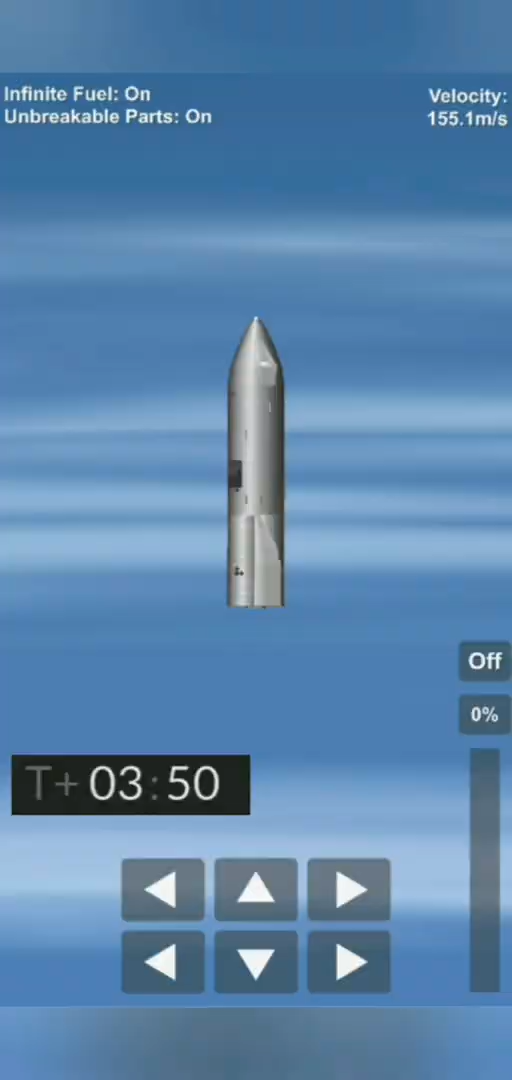 Infinite Fuel: On
Unbreakable Parts: On
Velocity:
155.1m/s
Off
0%
T+ 03:50